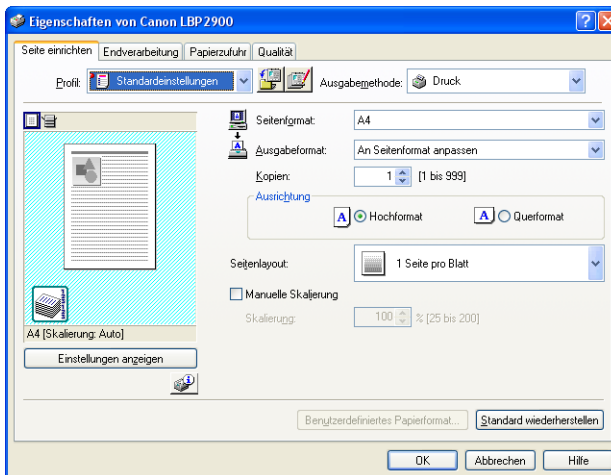 Eigenschaften von Canon LBP2900
Seite einrichten Endverarbeitung Papierzufuhr Qualität
Profil: Standardeinstellungen Ausgabemethode: Druck
Seitenformat: A4
Ausgabeformat: An Seitenformat anpassen
Kopien: 1 [1 bis 999]
Ausrichtung
A Hochformat A Querformat
Seitenlayout: 1 Seite pro Blatt
Manuelle Skalierung
Skalierung: 100 % [25 bis 200]
A4 [Skalierung: Auto]
Einstellungen anzeigen
Benutzerdefiniertes Papierformat... Standard wiederherstellen
OK Abbrechen Hilfe